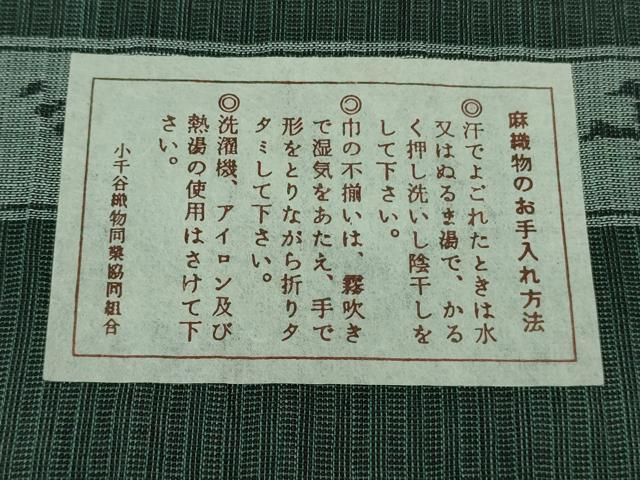 麻織物のお手入れ方法
◎汗でよごれたときは水
又はぬるま湯で、かる
く押し洗いし陰干しを
して下さい。
◎巾の不揃いは、霧吹き
で湿気をあたえ、手で
形をとりながら折りタ
タミして下さい。
◎洗濯機、アイロン及び
熱湯の使用はさけて下
さい。
小千谷織物同業協同組合